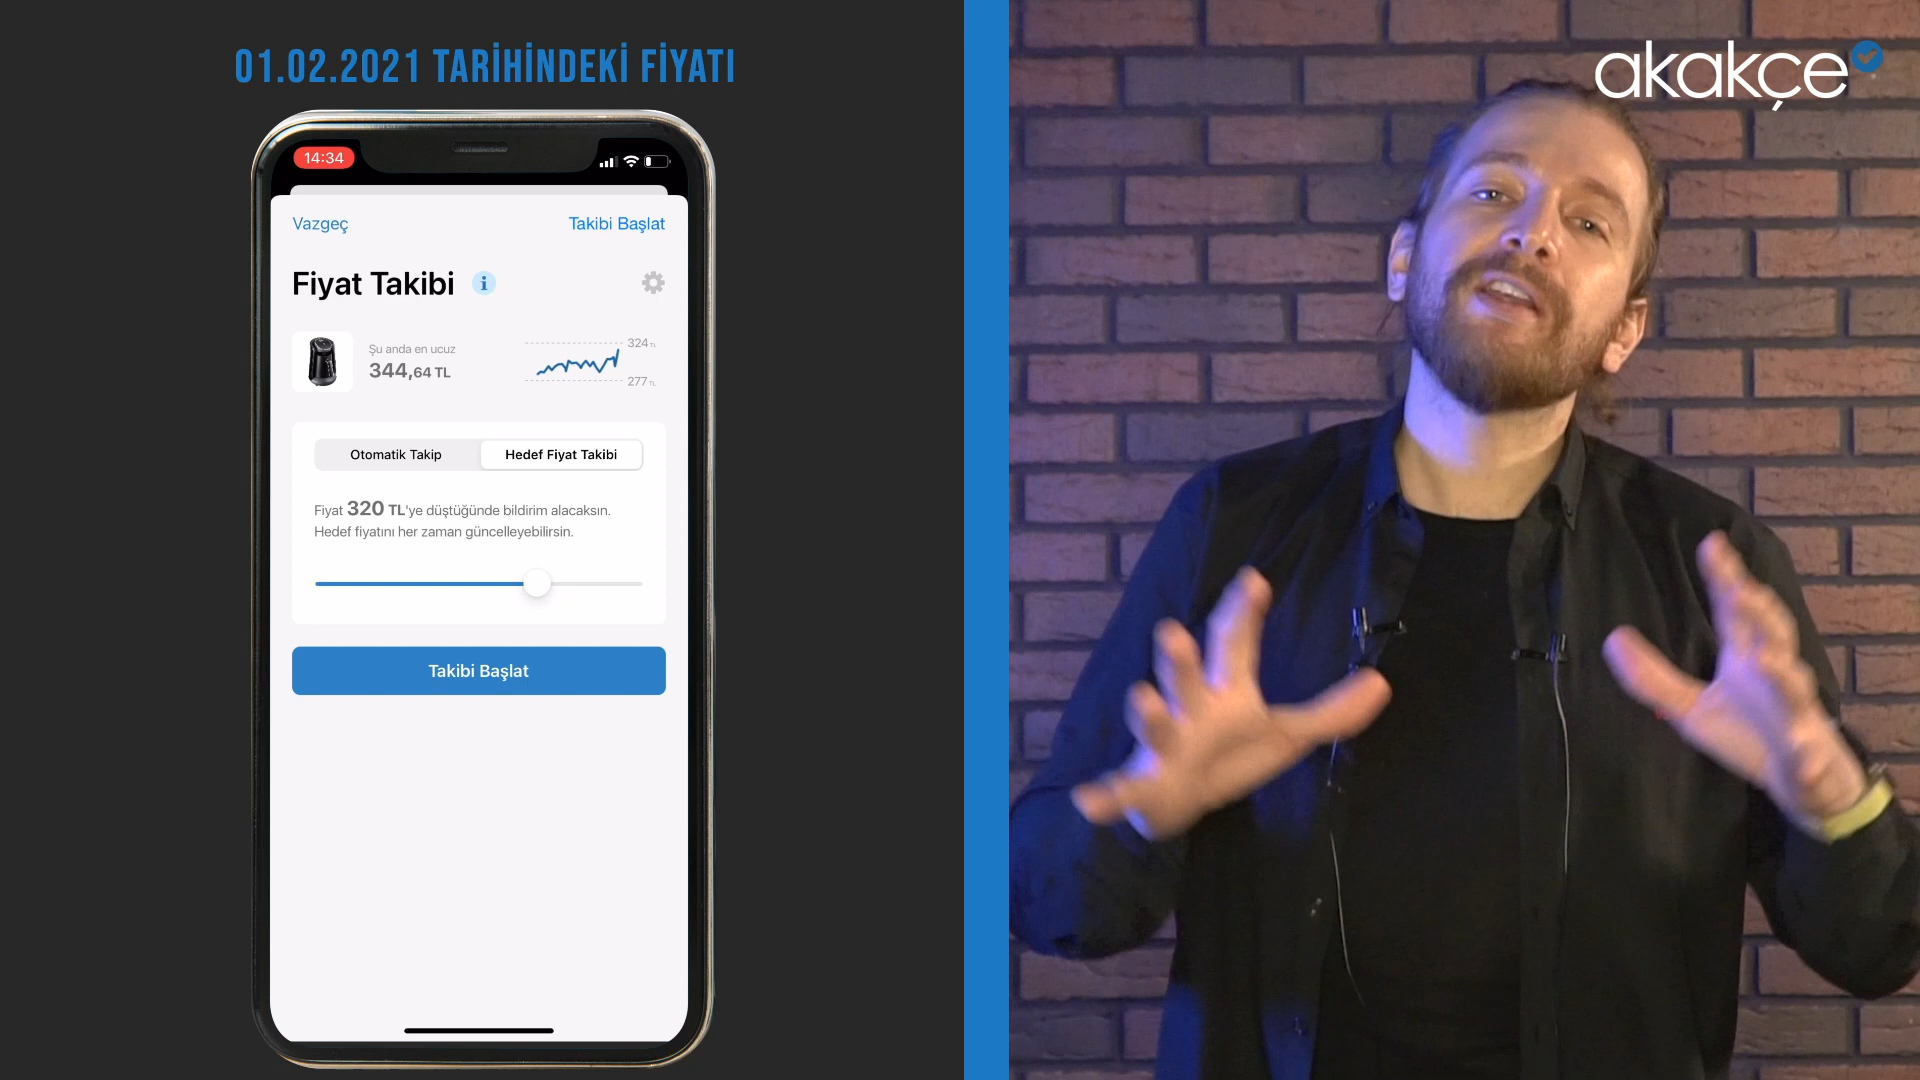 01.02.2021 TARİHİNDEKİ FİYATI
akakçe
14:34
Vazgeç
Takibi Başlat
Fiyat Takibi
i
Şu anda en ucuz
344,64 TL
324 TL
277 TL
Otomatik Takip
Hedef Fiyat Takibi
Fiyat 320 TL'ye düştüğünde bildirim alacaksın.
Hedef fiyatını her zaman güncelleyebilirsin.
Takibi Başlat